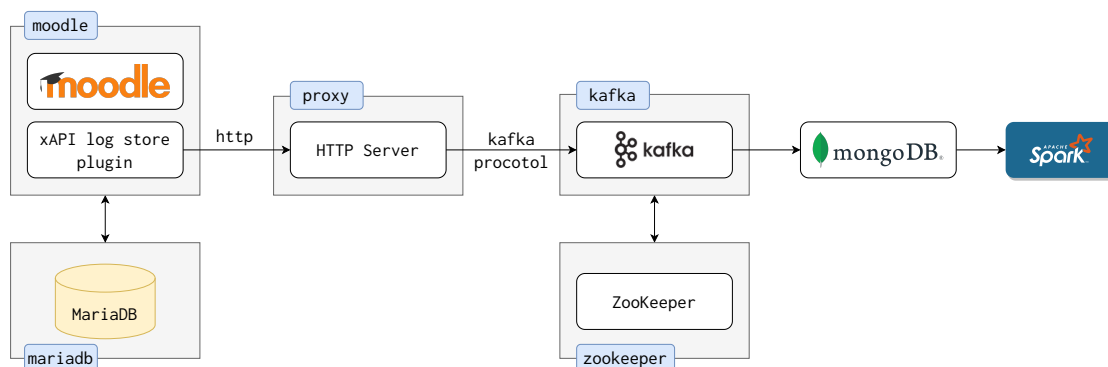 moodle
moodle
xAPI log store
plugin
http
proxy
HTTP Server
kafka
procotol
kafka
kafka
mongoDB®
APACHE
Spark™
MariaDB
mariadb
ZooKeeper
zookeeper